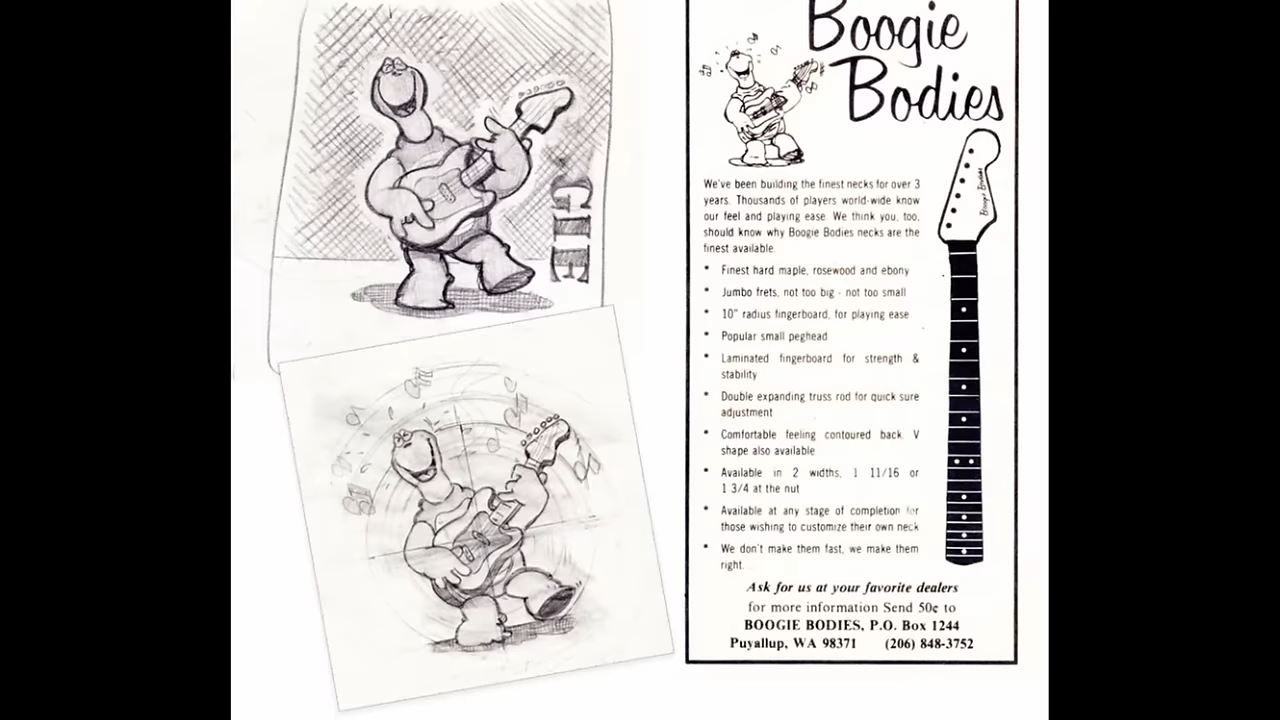 GIE
Boogie
Bodies
Boogie Bodies
We've been building the finest necks for over 3
years. Thousands of players world-wide know
our feel and playing ease. We think you, too,
should know why Boogie Bodies necks are the
finest available.
* Finest hard maple, rosewood and ebony
* Jumbo frets, not too big - not too small
* 10" radius fingerboard, for playing ease
* Popular small peghead
* Laminated fingerboard for strength &
stability
* Double expanding truss rod for quick sure
adjustment
* Comfortable feeling contoured back. V
shape also available
* Available in 2 widths, 1 11/16 or
1 3/4 at the nut
* Available at any stage of completion for
those wishing to customize their own neck
* We don't make them fast, we make them
right.
Ask for us at your favorite dealers
for more information Send 50¢ to
BOOGIE BODIES, P.O. Box 1244
Puyallup, WA 98371 (206) 848-3752